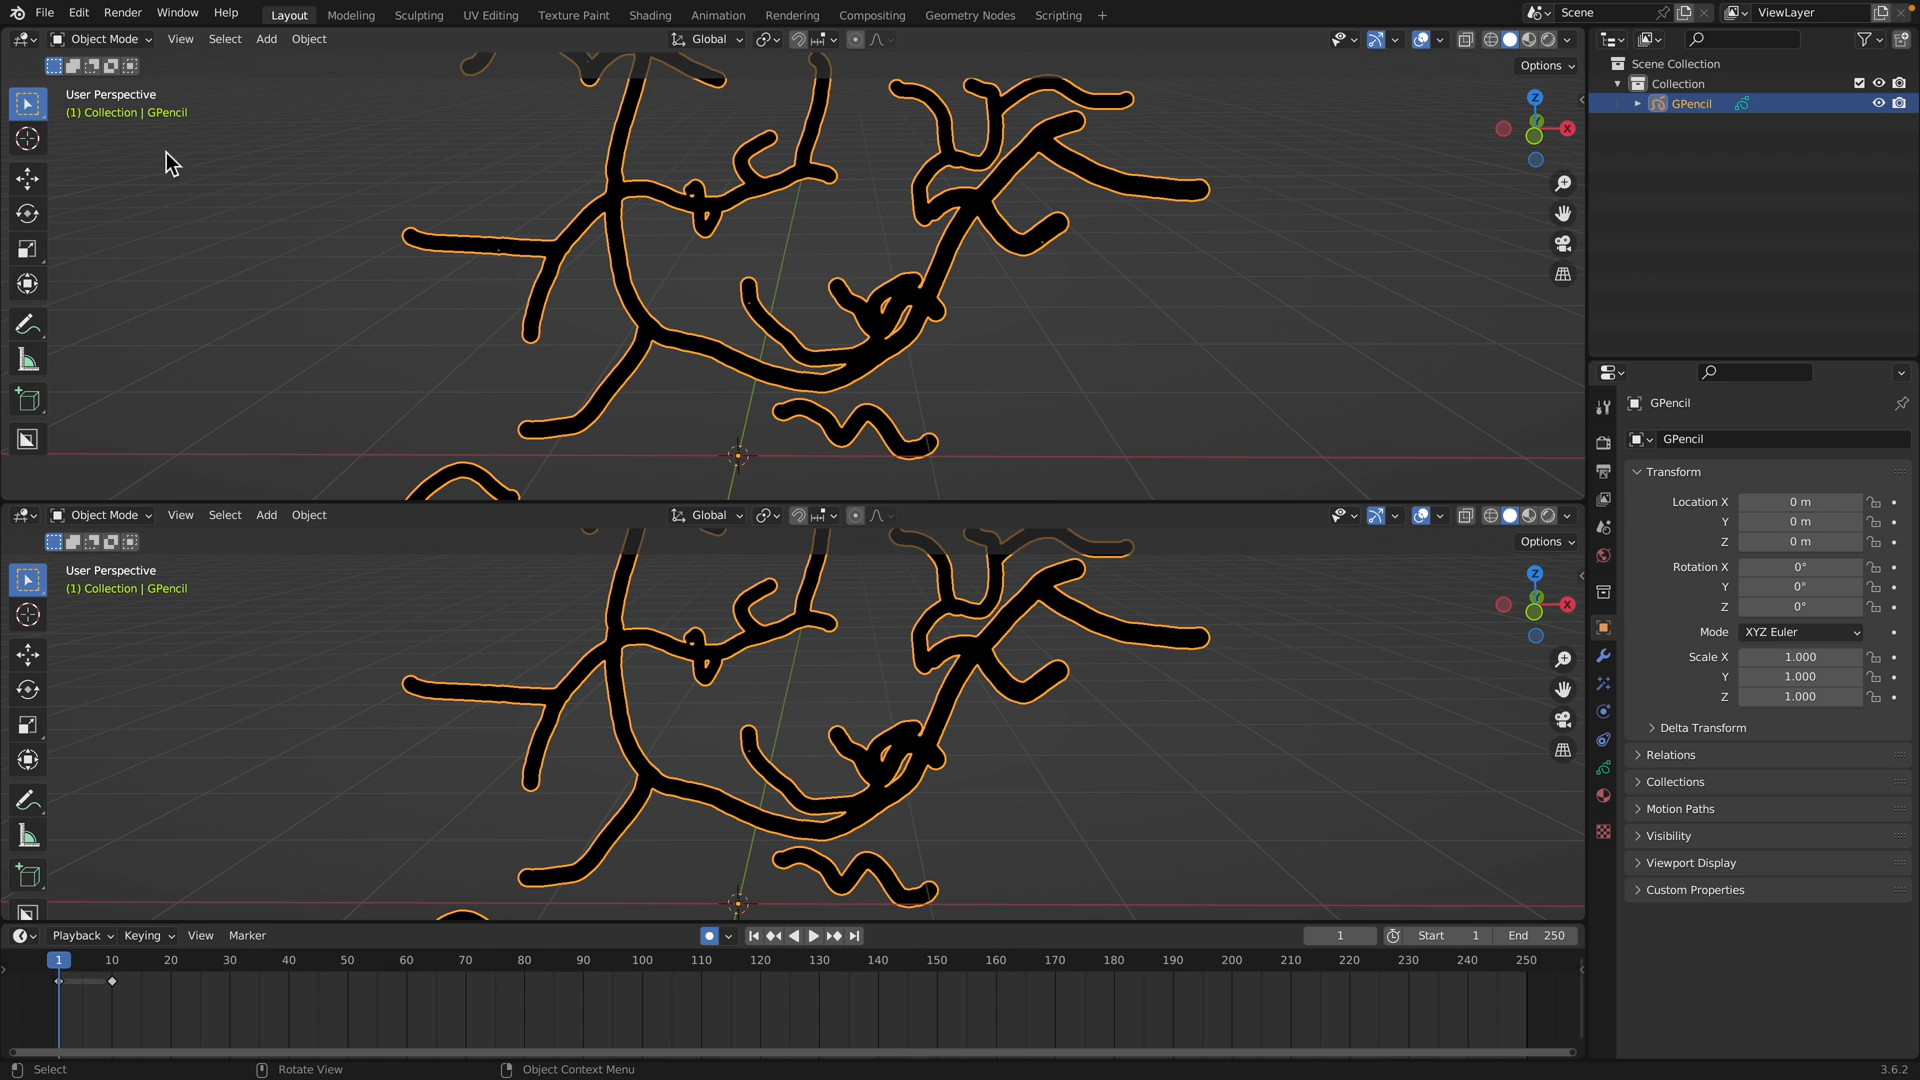 File Edit Render Window Help Layout Modeling Sculpting UV Editing Texture Paint Shading Animation Rendering Compositing Geometry Nodes Scripting + Scene ViewLayer
Object Mode View Select Add Object Global
Options
User Perspective
(1) Collection | GPencil
Z
Y
X
Object Mode View Select Add Object Global
Options
User Perspective
(1) Collection | GPencil
Z
Y
X
Playback Keying View Marker 1 Start 1 End 250
1 10 20 30 40 50 60 70 80 90 100 110 120 130 140 150 160 170 180 190 200 210 220 230 240 250
Scene Collection
Collection
GPencil
GPencil
GPencil
Transform
Location X 0 m
Y 0 m
Z 0 m
Rotation X 0°
Y 0°
Z 0°
Mode XYZ Euler
Scale X 1.000
Y 1.000
Z 1.000
Delta Transform
Relations
Collections
Motion Paths
Visibility
Viewport Display
Custom Properties
Select Rotate View Object Context Menu 3.6.2